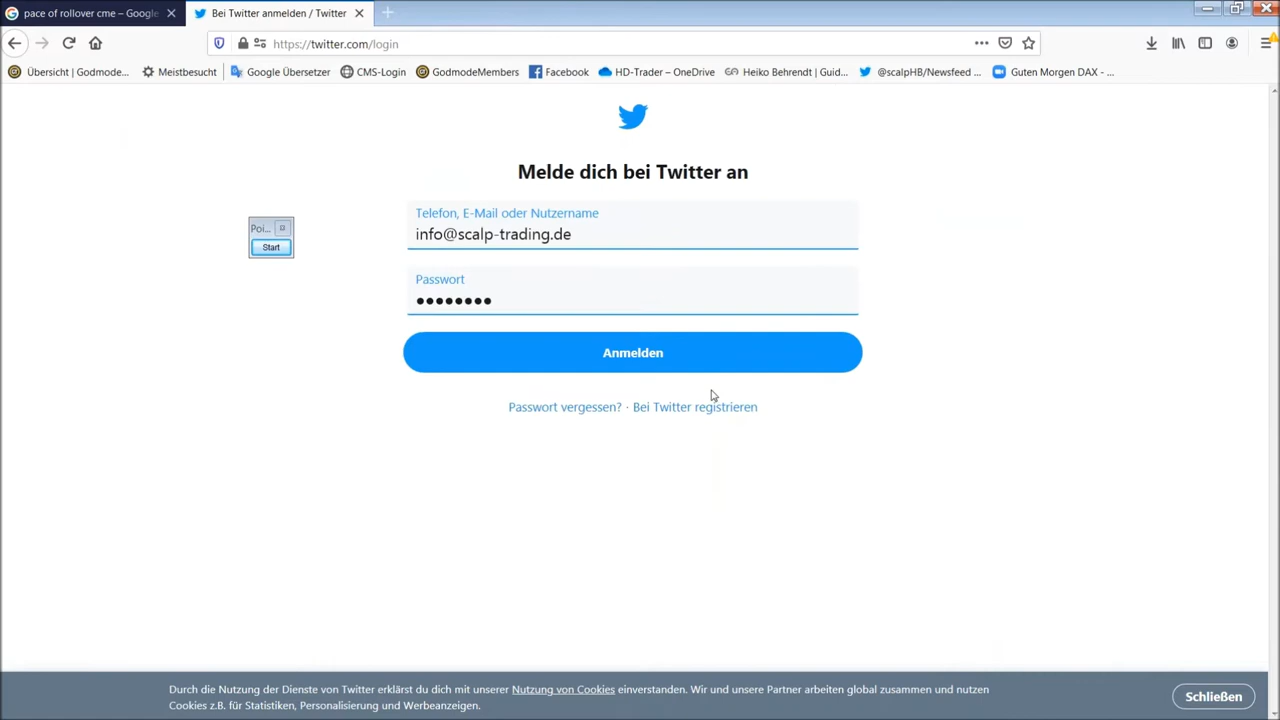 pace of rollover cme – Google
Bei Twitter anmelden / Twitter
https://twitter.com/login
Übersicht | Godmode...
Meistbesucht
Google Übersetzer
CMS-Login
GodmodeMembers
Facebook
HD-Trader – OneDrive
Heiko Behrendt | Guid...
@scalpHB/Newsfeed ...
Guten Morgen DAX - ...
Melde dich bei Twitter an
Telefon, E-Mail oder Nutzername
info@scalp-trading.de
Poi...
Start
Passwort
••••••••
Anmelden
Passwort vergessen? · Bei Twitter registrieren
Durch die Nutzung der Dienste von Twitter erklärst du dich mit unserer Nutzung von Cookies einverstanden. Wir und unsere Partner arbeiten global zusammen und nutzen
Cookies z.B. für Statistiken, Personalisierung und Werbeanzeigen.
Schließen